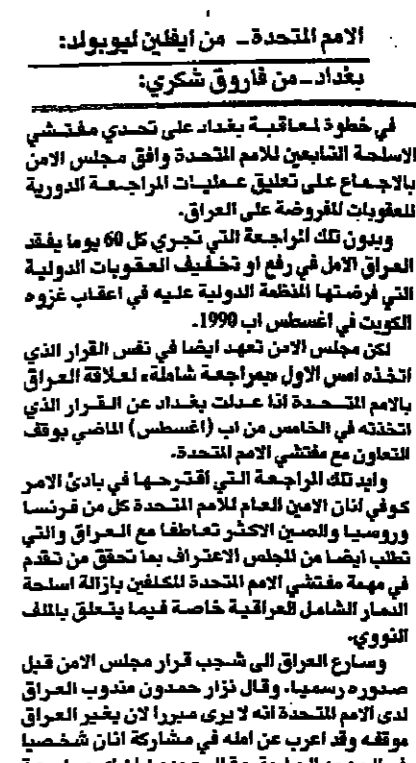 الامم المتحدة- من ايفلين ليوبولد:
بغداد-من فاروق شكري:
في خطوة لمعاقبة بغداد على تحدي مفتشي
الاسلحة التابعين للامم المتحدة وافق مجلس الامن
بالاجماع على تعليق عمليات المراجعة الدورية
للعقوبات المفروضة على العراق.
وبدون تلك المراجعة التي تجري كل 60 يوما يفقد
العراق الامل في رفع او تخفيف العقوبات الدولية
التي فرضتها المنظمة الدولية عليه في اعقاب غزوه
الكويت في اغسطس اب 1990.
لكن مجلس الامن تعهد ايضا في نفس القرار الذي
اتخذه امس الاول «بمراجعة شاملة» لعلاقة العراق
بالامم المتحدة اذا عدلت بغداد عن القرار الذي
اتخذته في الخامس من اب (اغسطس) الماضي بوقف
التعاون مع مفتشي الامم المتحدة.
وايد تلك المراجعة التي اقترحها في بادئ الامر
كوفي انان الامين العام للامم المتحدة كل من فرنسا
وروسيا والصين الاكثر تعاطفا مع العراق والتي
تطلب ايضا من المجلس الاعتراف بما تحقق من تقدم
في مهمة مفتشي الامم المتحدة المكلفين بازالة اسلحة
الدمار الشامل العراقية خاصة فيما يتعلق بالملف
النووي.
وسارع العراق الى شجب قرار مجلس الامن قبل
صدوره رسميا. وقال نزار حمدون مندوب العراق
لدى الامم المتحدة انه لا يرى مبررا لان يغير العراق
موقفه وقد اعرب عن امله في مشاركة انان شخصيا